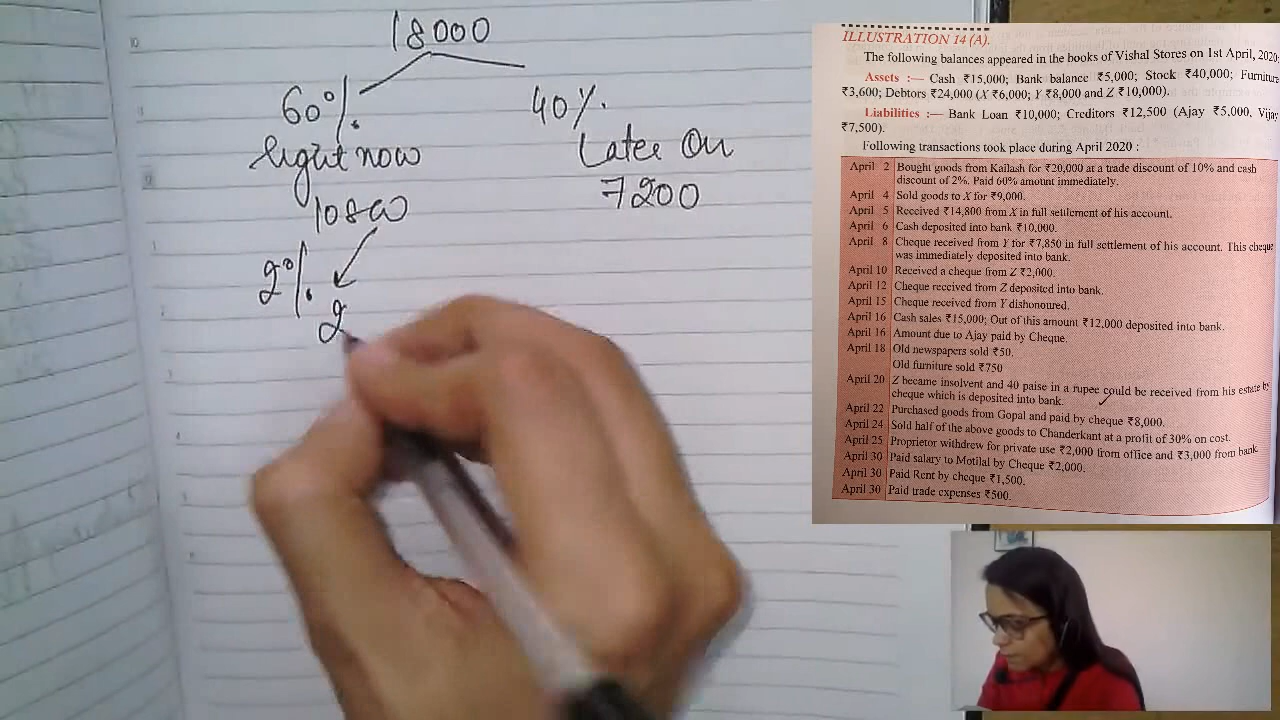 18000
60%. 40%.
Right now Later On
10800 7200
2%.
2
ILLUSTRATION 14 (A).
The following balances appeared in the books of Vishal Stores on 1st April, 2020:
Assets :— Cash ₹15,000; Bank balance ₹5,000; Stock ₹40,000; Furniture
₹3,600; Debtors ₹24,000 (X ₹6,000; Y ₹8,000 and Z ₹10,000).
Liabilities :— Bank Loan ₹10,000; Creditors ₹12,500 (Ajay ₹5,000, Vijay
₹7,500).
Following transactions took place during April 2020 :
April 2 Bought goods from Kailash for ₹20,000 at a trade discount of 10% and cash
discount of 2%. Paid 60% amount immediately.
April 4 Sold goods to X for ₹9,000.
April 5 Received ₹14,800 from X in full settlement of his account.
April 6 Cash deposited into bank ₹10,000.
April 8 Cheque received from Y for ₹7,850 in full settlement of his account. This cheque
was immediately deposited into bank.
April 10 Received a cheque from Z ₹2,000.
April 12 Cheque received from Z deposited into bank.
April 15 Cheque received from Y dishonoured.
April 16 Cash sales ₹15,000; Out of this amount ₹12,000 deposited into bank.
April 16 Amount due to Ajay paid by Cheque.
April 18 Old newspapers sold ₹50.
Old furniture sold ₹750
April 20 Z became insolvent and 40 paise in a rupee could be received from his estate by
cheque which is deposited into bank.
April 22 Purchased goods from Gopal and paid by cheque ₹8,000.
April 24 Sold half of the above goods to Chanderkant at a profit of 30% on cost.
April 25 Proprietor withdrew for private use ₹2,000 from office and ₹3,000 from bank
April 30 Paid salary to Motilal by Cheque ₹2,000.
April 30 Paid Rent by cheque ₹1,500.
April 30 Paid trade expenses ₹500.